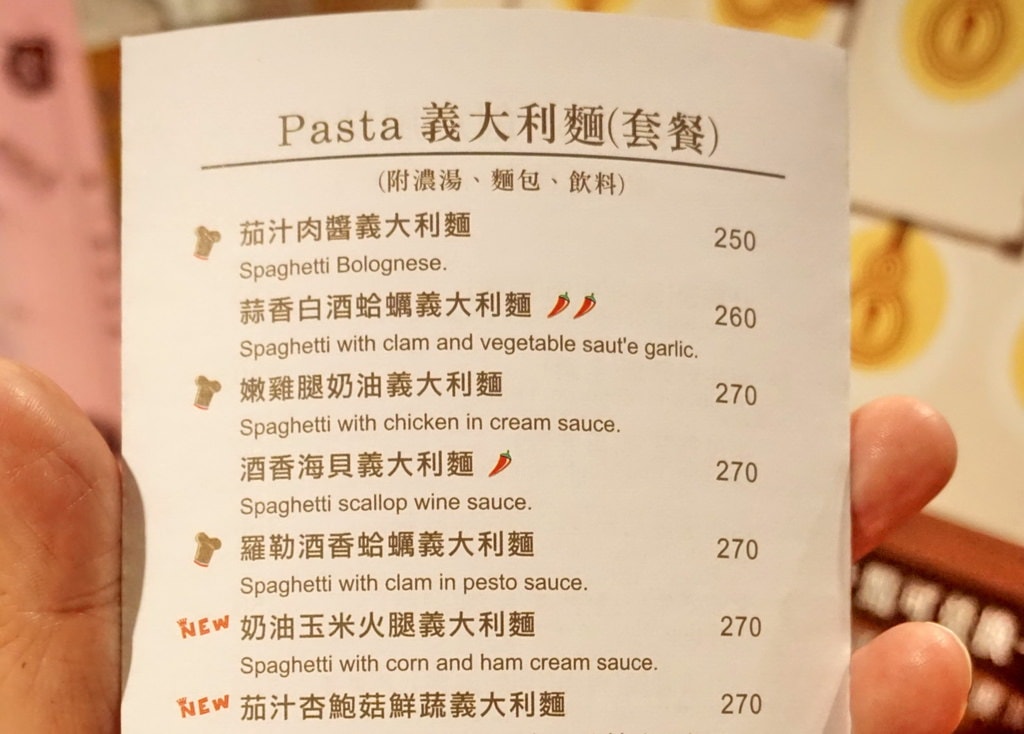 Pasta 義大利麵(套餐)
(附濃湯、麵包、飲料)
茄汁肉醬義大利麵 250
Spaghetti Bolognese.
蒜香白酒蛤蠣義大利麵 260
Spaghetti with clam and vegetable saut'e garlic.
嫩雞腿奶油義大利麵 270
Spaghetti with chicken in cream sauce.
酒香海貝義大利麵 270
Spaghetti scallop wine sauce.
羅勒酒香蛤蠣義大利麵 270
Spaghetti with clam in pesto sauce.
NEW 奶油玉米火腿義大利麵 270
Spaghetti with corn and ham cream sauce.
NEW 茄汁杏鮑菇鮮蔬義大利麵 270